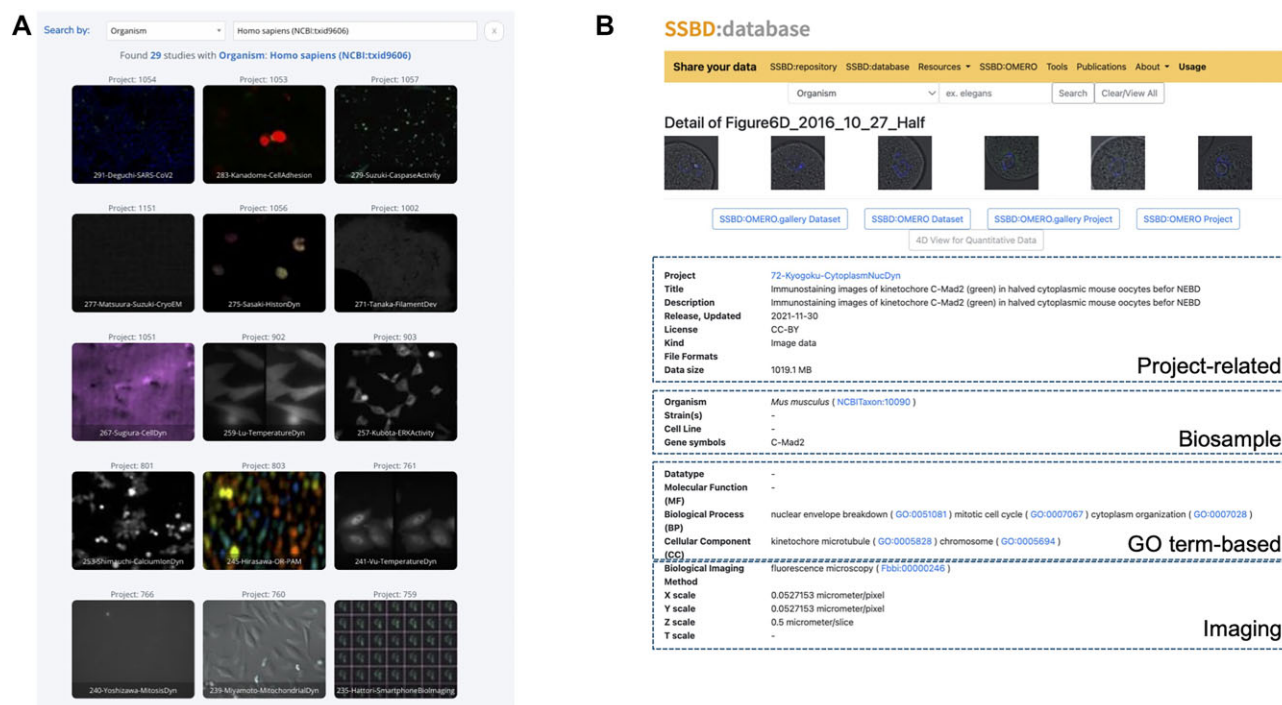 A
Search by:
Organism
Homo sapiens (NCBI:txid9606)
X
Found 29 studies with Organism: Homo sapiens (NCBI:txid9606)
Project: 1054
Project: 1053
Project: 1057
291-Deguchi-SARS-CoV2
283-Kanadome-CellAdhesion
279-Suzuki-CaspaseActivity
Project: 1151
Project: 1056
Project: 1002
277-Matsuura-Suzuki-CryoEM
275-Sasaki-HistonDyn
271-Tanaka-FilamentDev
Project: 1051
Project: 902
Project: 903
267-Sugiura-CellDyn
259-Lu-TemperatureDyn
257-Kubota-ERKActivity
Project: 801
Project: 803
Project: 761
253-Shimauchi-CalciumIonDyn
245-Hirasawa-OR-PAM
241-Vu-TemperatureDyn
Project: 766
Project: 760
Project: 759
240-Yoshizawa-MitosisDyn
239-Miyamoto-MitochondrialDyn
235-Hattori-SmartphoneBioImaging
B
SSBD:database
Share your data SSBD:repository SSBD:database Resources SSBD:OMERO Tools Publications About Usage
Organism
ex. elegans
Search
Clear/View All
Detail of Figure6D_2016_10_27_Half
SSBD:OMERO.gallery Dataset
SSBD:OMERO Dataset
SSBD:OMERO.gallery Project
SSBD:OMERO Project
4D View for Quantitative Data
Project 72-Kyogoku-CytoplasmNucDyn
Title Immunostaining images of kinetochore C-Mad2 (green) in halved cytoplasmic mouse oocytes befor NEBD
Description Immunostaining images of kinetochore C-Mad2 (green) in halved cytoplasmic mouse oocytes befor NEBD
Release, Updated 2021-11-30
License CC-BY
Kind Image data
File Formats
Data size 1019.1 MB
Project-related
Organism Mus musculus ( NCBITaxon:10090 )
Strain(s) -
Cell Line -
Gene symbols C-Mad2
Biosample
Datatype -
Molecular Function -
(MF)
Biological Process nuclear envelope breakdown ( GO:0051081 ) mitotic cell cycle ( GO:0007067 ) cytoplasm organization ( GO:0007028 )
(BP)
Cellular Component kinetochore microtubule ( GO:0005828 ) chromosome ( GO:0005694 )
(CC)
GO term-based
Biological Imaging fluorescence microscopy ( Fbbi:00000246 )
Method
X scale 0.0527153 micrometer/pixel
Y scale 0.0527153 micrometer/pixel
Z scale 0.5 micrometer/slice
T scale -
Imaging